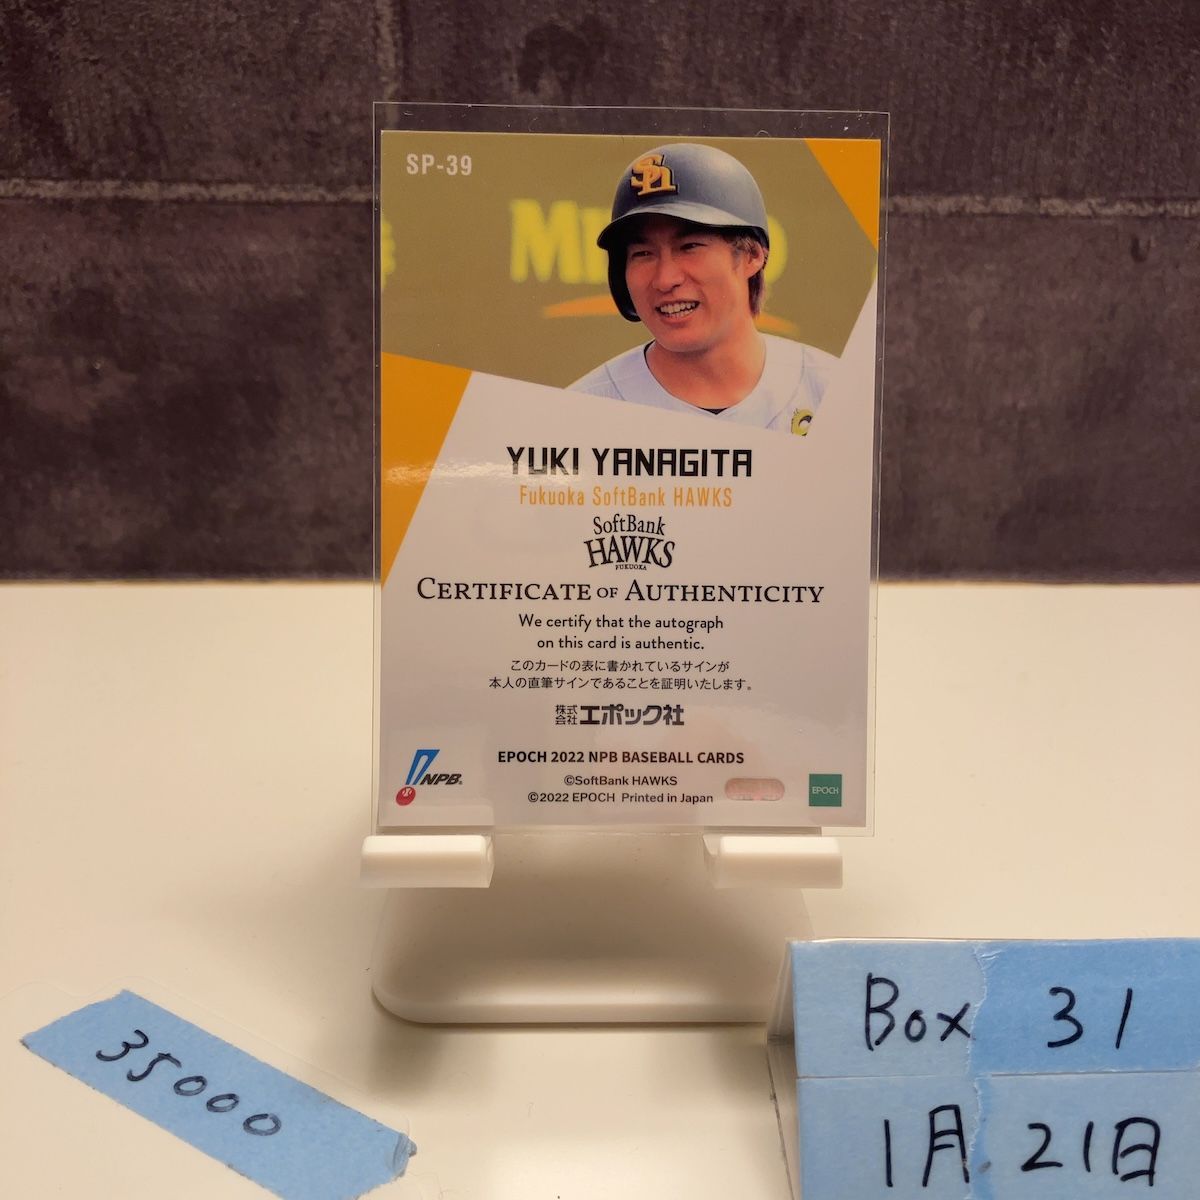 SP-39
SH
YUKI YANAGITA
Fukuoka SoftBank HAWKS
SoftBank
HAWKS
FUKUOKA
CERTIFICATE OF AUTHENTICITY
We certify that the autograph
on this card is authentic.
このカードの表に書かれているサインが
本人の直筆サインであることを証明いたします。
株式会社エポック社
NPB
EPOCH 2022 NPB BASEBALL CARDS
©SoftBank HAWKS
©2022 EPOCH Printed in Japan
EPOCH
35000
Box 31
1月21日